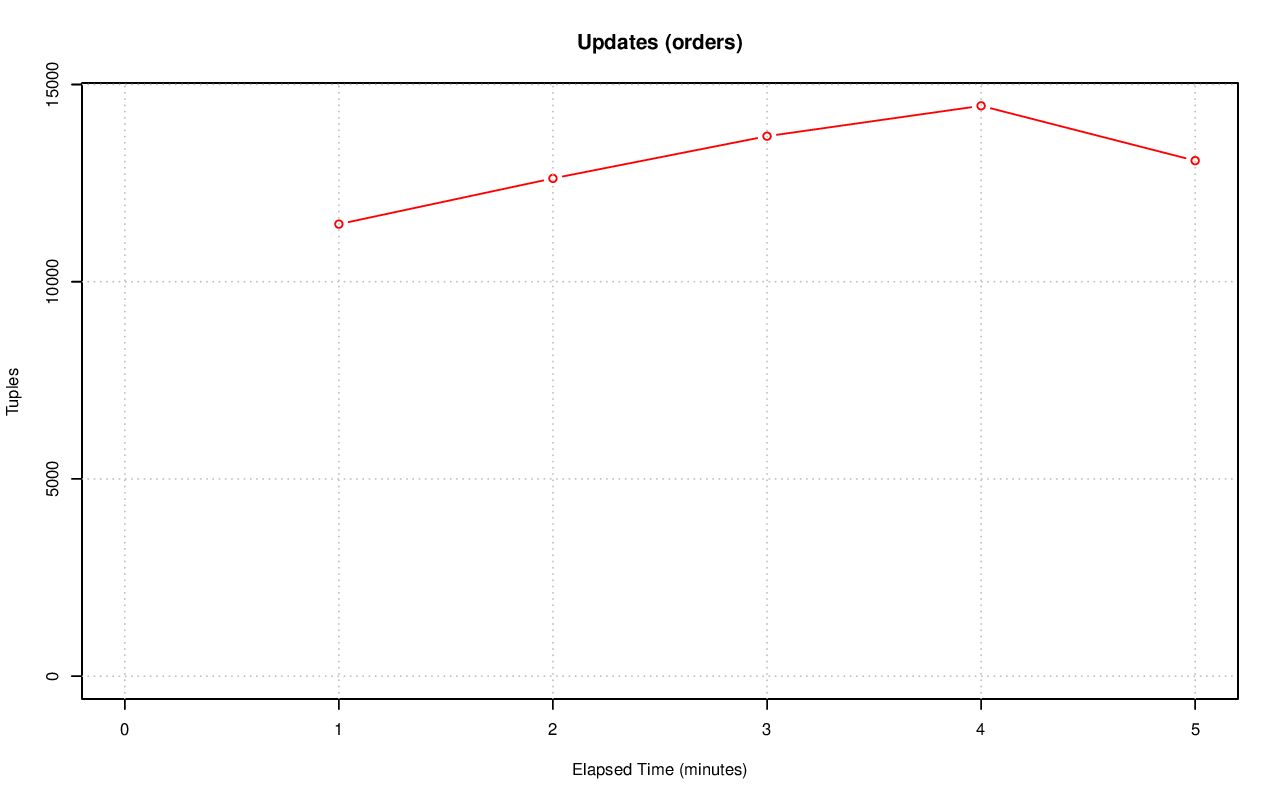 Updates (orders)
15000
10000
5000
0
Tuples
0 1 2 3 4 5
Elapsed Time (minutes)